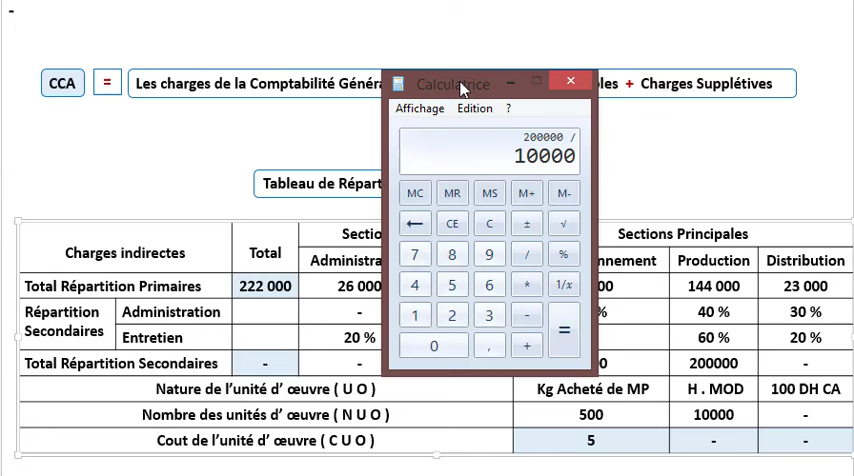 -
CCA = Les charges de la Comptabilité Généra les + Charges Supplétives
Calculatrice
Affichage Edition ?
200000 /
10000
MC MR MS M+ M-
← CE C ± √
7 8 9 / %
4 5 6 * 1/x
1 2 3 - =
0 , +
Tableau de Répart
Charges indirectes Total Sectio Sections Principales
Administra nnement Production Distribution
Total Répartition Primaires 222 000 26 000 00 144 000 23 000
Répartition Secondaires Administration - % 40 % 30 %
Entretien 20 % 60 % 20 %
Total Répartition Secondaires - - 00 200000 -
Nature de l'unité d' œuvre ( U O ) Kg Acheté de MP H . MOD 100 DH CA
Nombre des unités d' œuvre ( N U O ) 500 10000 -
Cout de l'unité d' œuvre ( C U O ) 5 - -